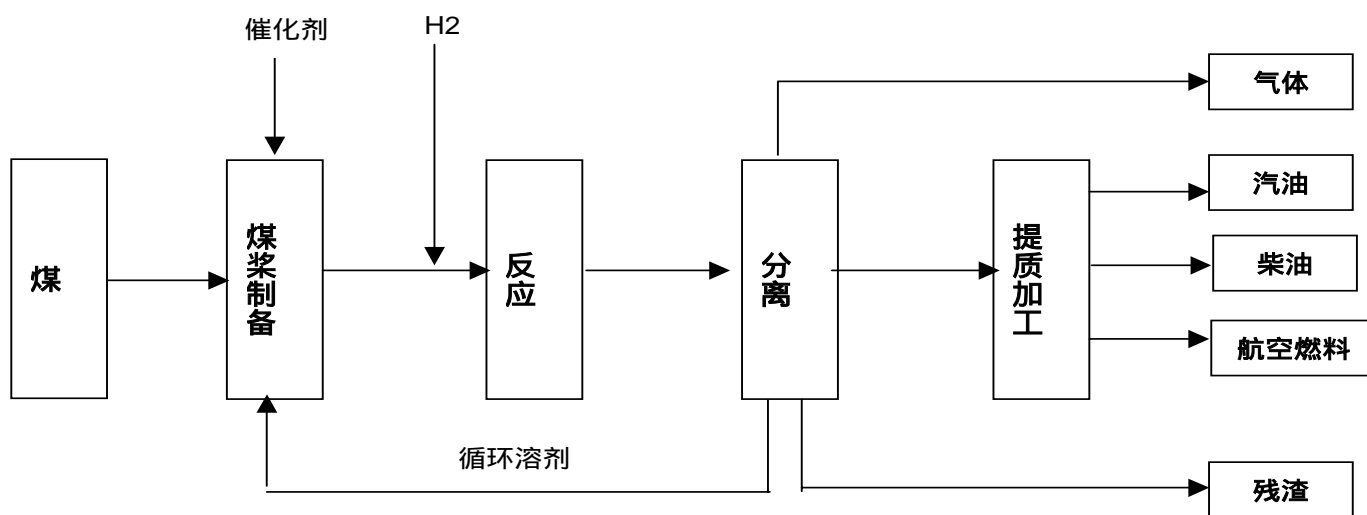 催化剂
H2
气体
汽油
煤
煤
浆
制
备
反
应
分
离
提
质
加
工
柴油
航空燃料
循环溶剂
残渣